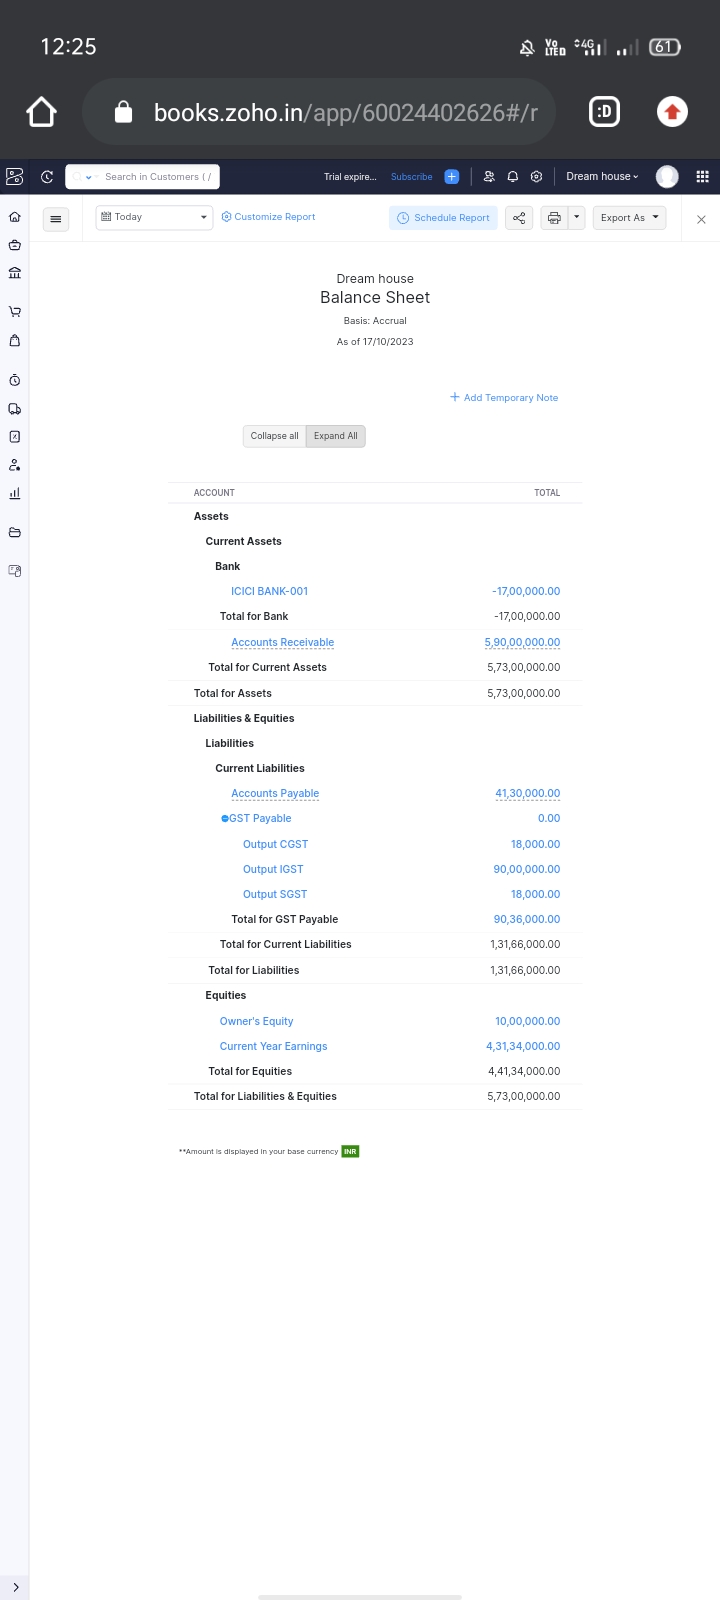 12:25
Vo LTED 4G 61
books.zoho.in/app/60024402626#/r :D
Search in Customers ( / Trial expire... Subscribe Dream house
Today Customize Report Schedule Report Export As
Dream house
Balance Sheet
Basis: Accrual
As of 17/10/2023
Add Temporary Note
Collapse all Expand All
ACCOUNT TOTAL
Assets
Current Assets
Bank
ICICI BANK-001 -17,00,000.00
Total for Bank -17,00,000.00
Accounts Receivable 5,90,00,000.00
Total for Current Assets 5,73,00,000.00
Total for Assets 5,73,00,000.00
Liabilities & Equities
Liabilities
Current Liabilities
Accounts Payable 41,30,000.00
GST Payable 0.00
Output CGST 18,000.00
Output IGST 90,00,000.00
Output SGST 18,000.00
Total for GST Payable 90,36,000.00
Total for Current Liabilities 1,31,66,000.00
Total for Liabilities 1,31,66,000.00
Equities
Owner's Equity 10,00,000.00
Current Year Earnings 4,31,34,000.00
Total for Equities 4,41,34,000.00
Total for Liabilities & Equities 5,73,00,000.00
**Amount is displayed in your base currency INR